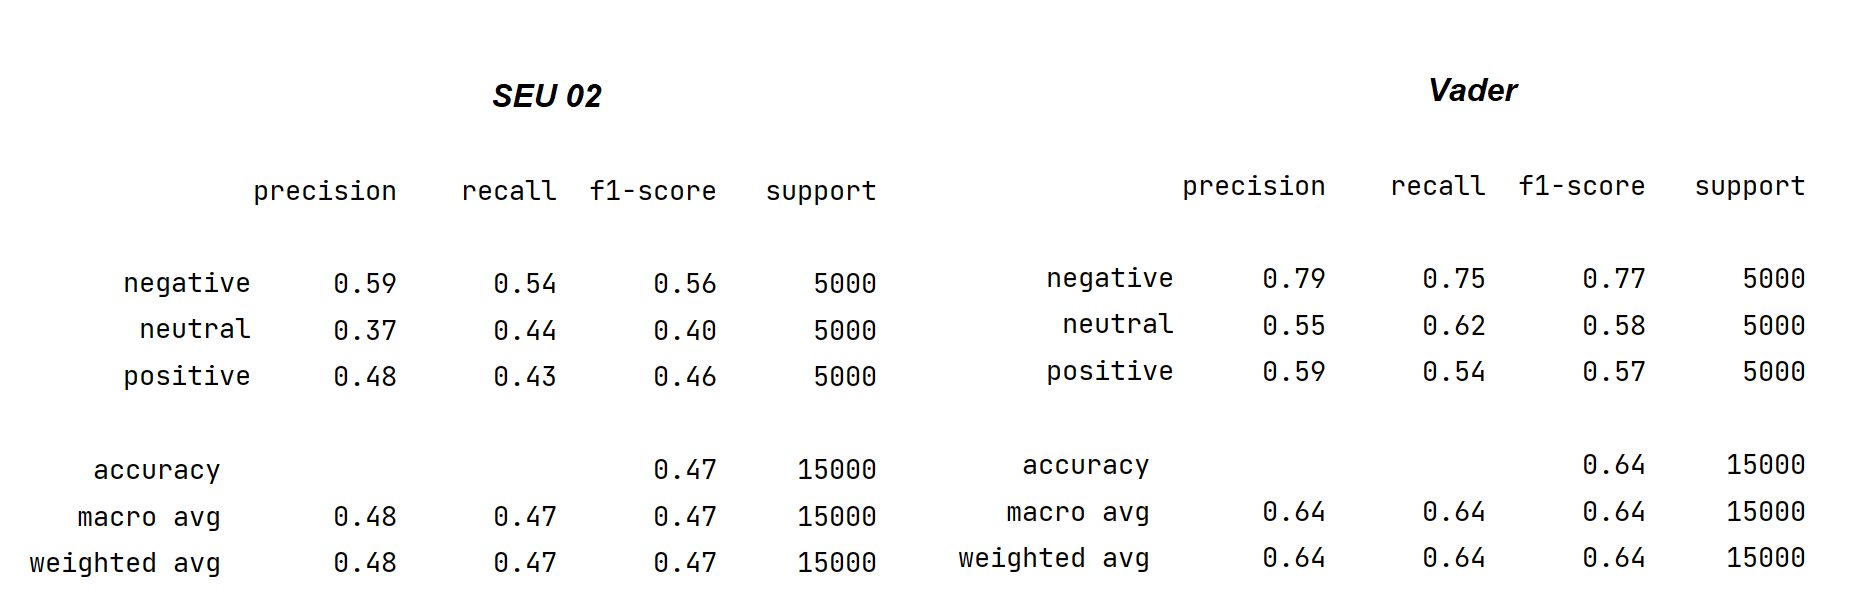 SEU 02
precision recall f1-score support
negative 0.59 0.54 0.56 5000
neutral 0.37 0.44 0.40 5000
positive 0.48 0.43 0.46 5000
accuracy 0.47 15000
macro avg 0.48 0.47 0.47 15000
weighted avg 0.48 0.47 0.47 15000
Vader
precision recall f1-score support
negative 0.79 0.75 0.77 5000
neutral 0.55 0.62 0.58 5000
positive 0.59 0.54 0.57 5000
accuracy 0.64 15000
macro avg 0.64 0.64 0.64 15000
weighted avg 0.64 0.64 0.64 15000